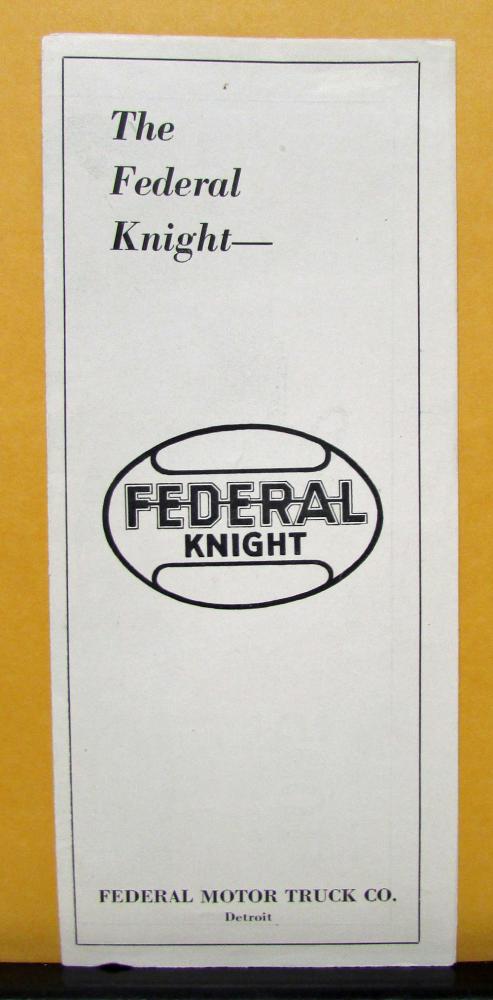 The
Federal
Knight—
FEDERAL
KNIGHT
FEDERAL MOTOR TRUCK CO.
Detroit